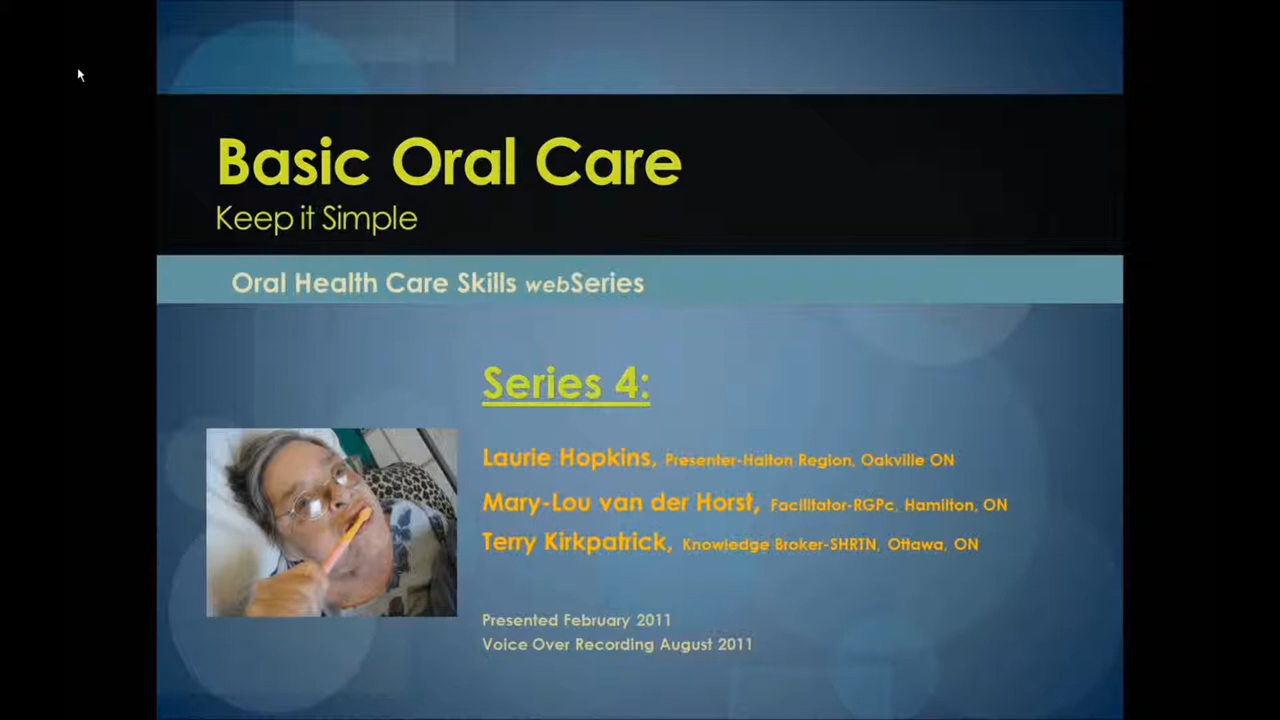 Basic Oral Care
Keep it Simple
Oral Health Care Skills webSeries
Series 4:
Laurie Hopkins, Presenter-Halton Region, Oakville ON
Mary-Lou van der Horst, Facilitator-RGPc, Hamilton, ON
Terry Kirkpatrick, Knowledge Broker-SHRTN, Ottawa, ON
Presented February 2011
Voice Over Recording August 2011